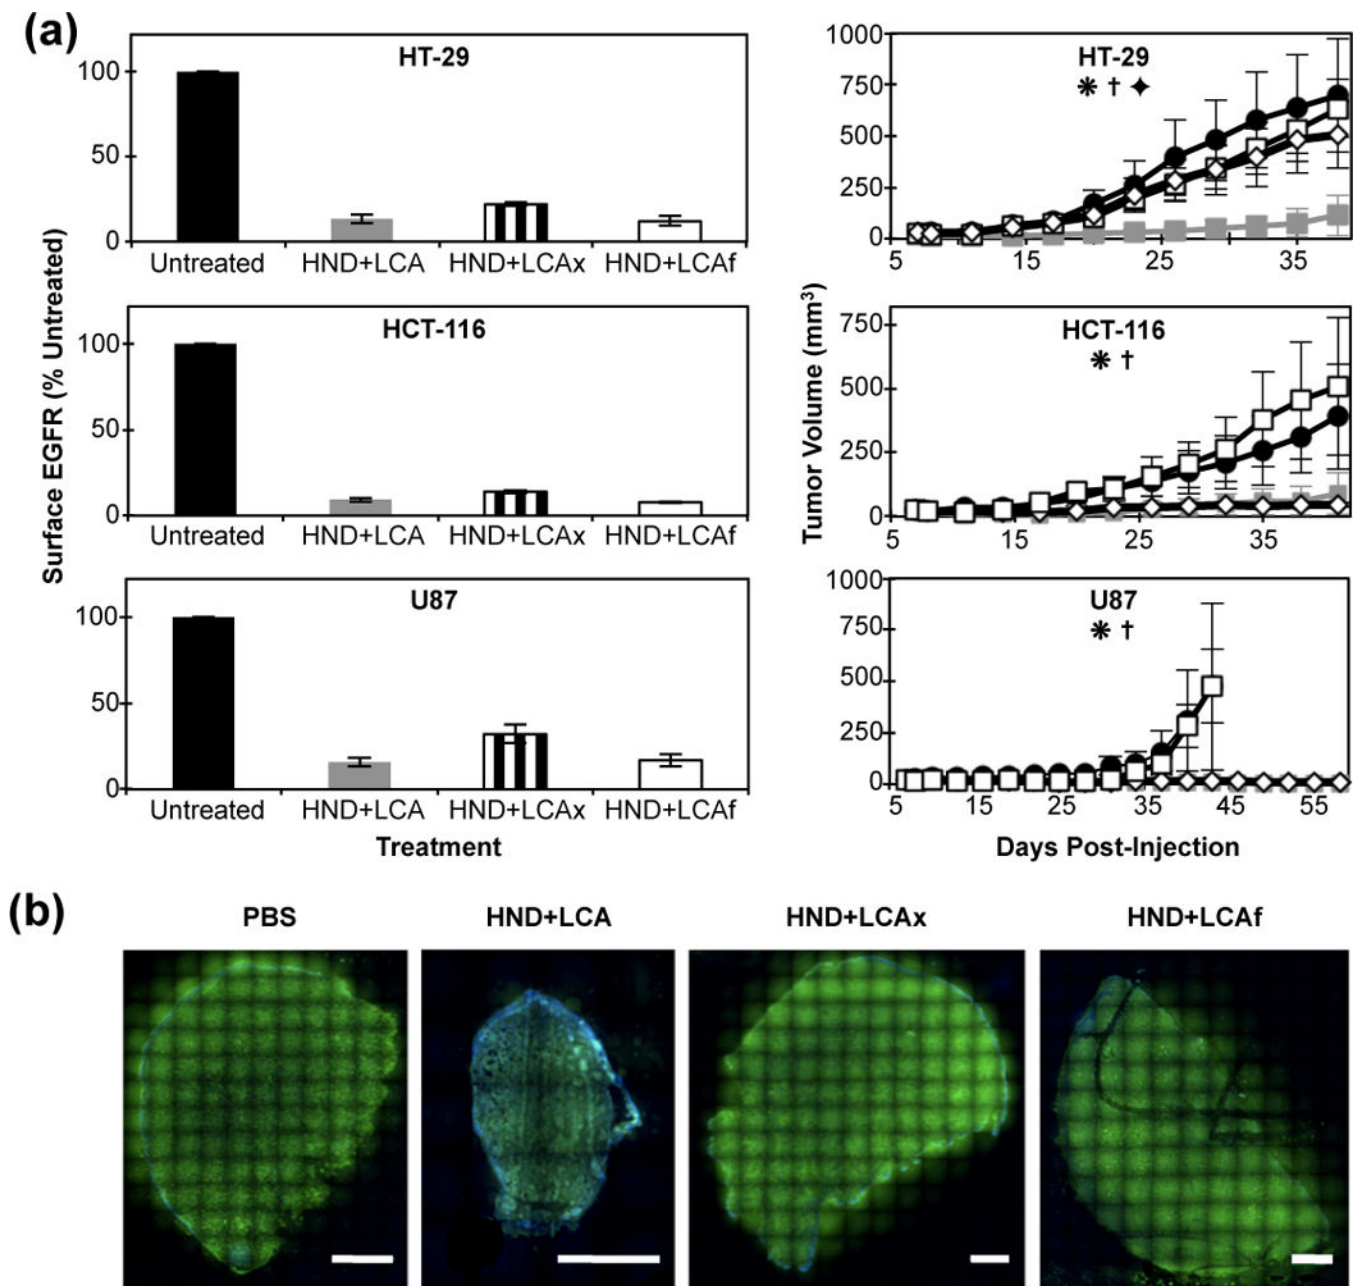 (a)
Surface EGFR (% Untreated)
HT-29
100
50
0
Untreated HND+LCA HND+LCAx HND+LCAf
HCT-116
100
50
0
Untreated HND+LCA HND+LCAx HND+LCAf
U87
100
50
0
Untreated HND+LCA HND+LCAx HND+LCAf
Treatment
Tumor Volume (mm³)
1000
HT-29
❋ † ✦
750
500
250
0
5 15 25 35
750
HCT-116
❋ †
500
250
0
5 15 25 35
1000
U87
❋ †
750
500
250
0
5 15 25 35 45 55
Days Post-Injection
(b)
PBS HND+LCA HND+LCAx HND+LCAf